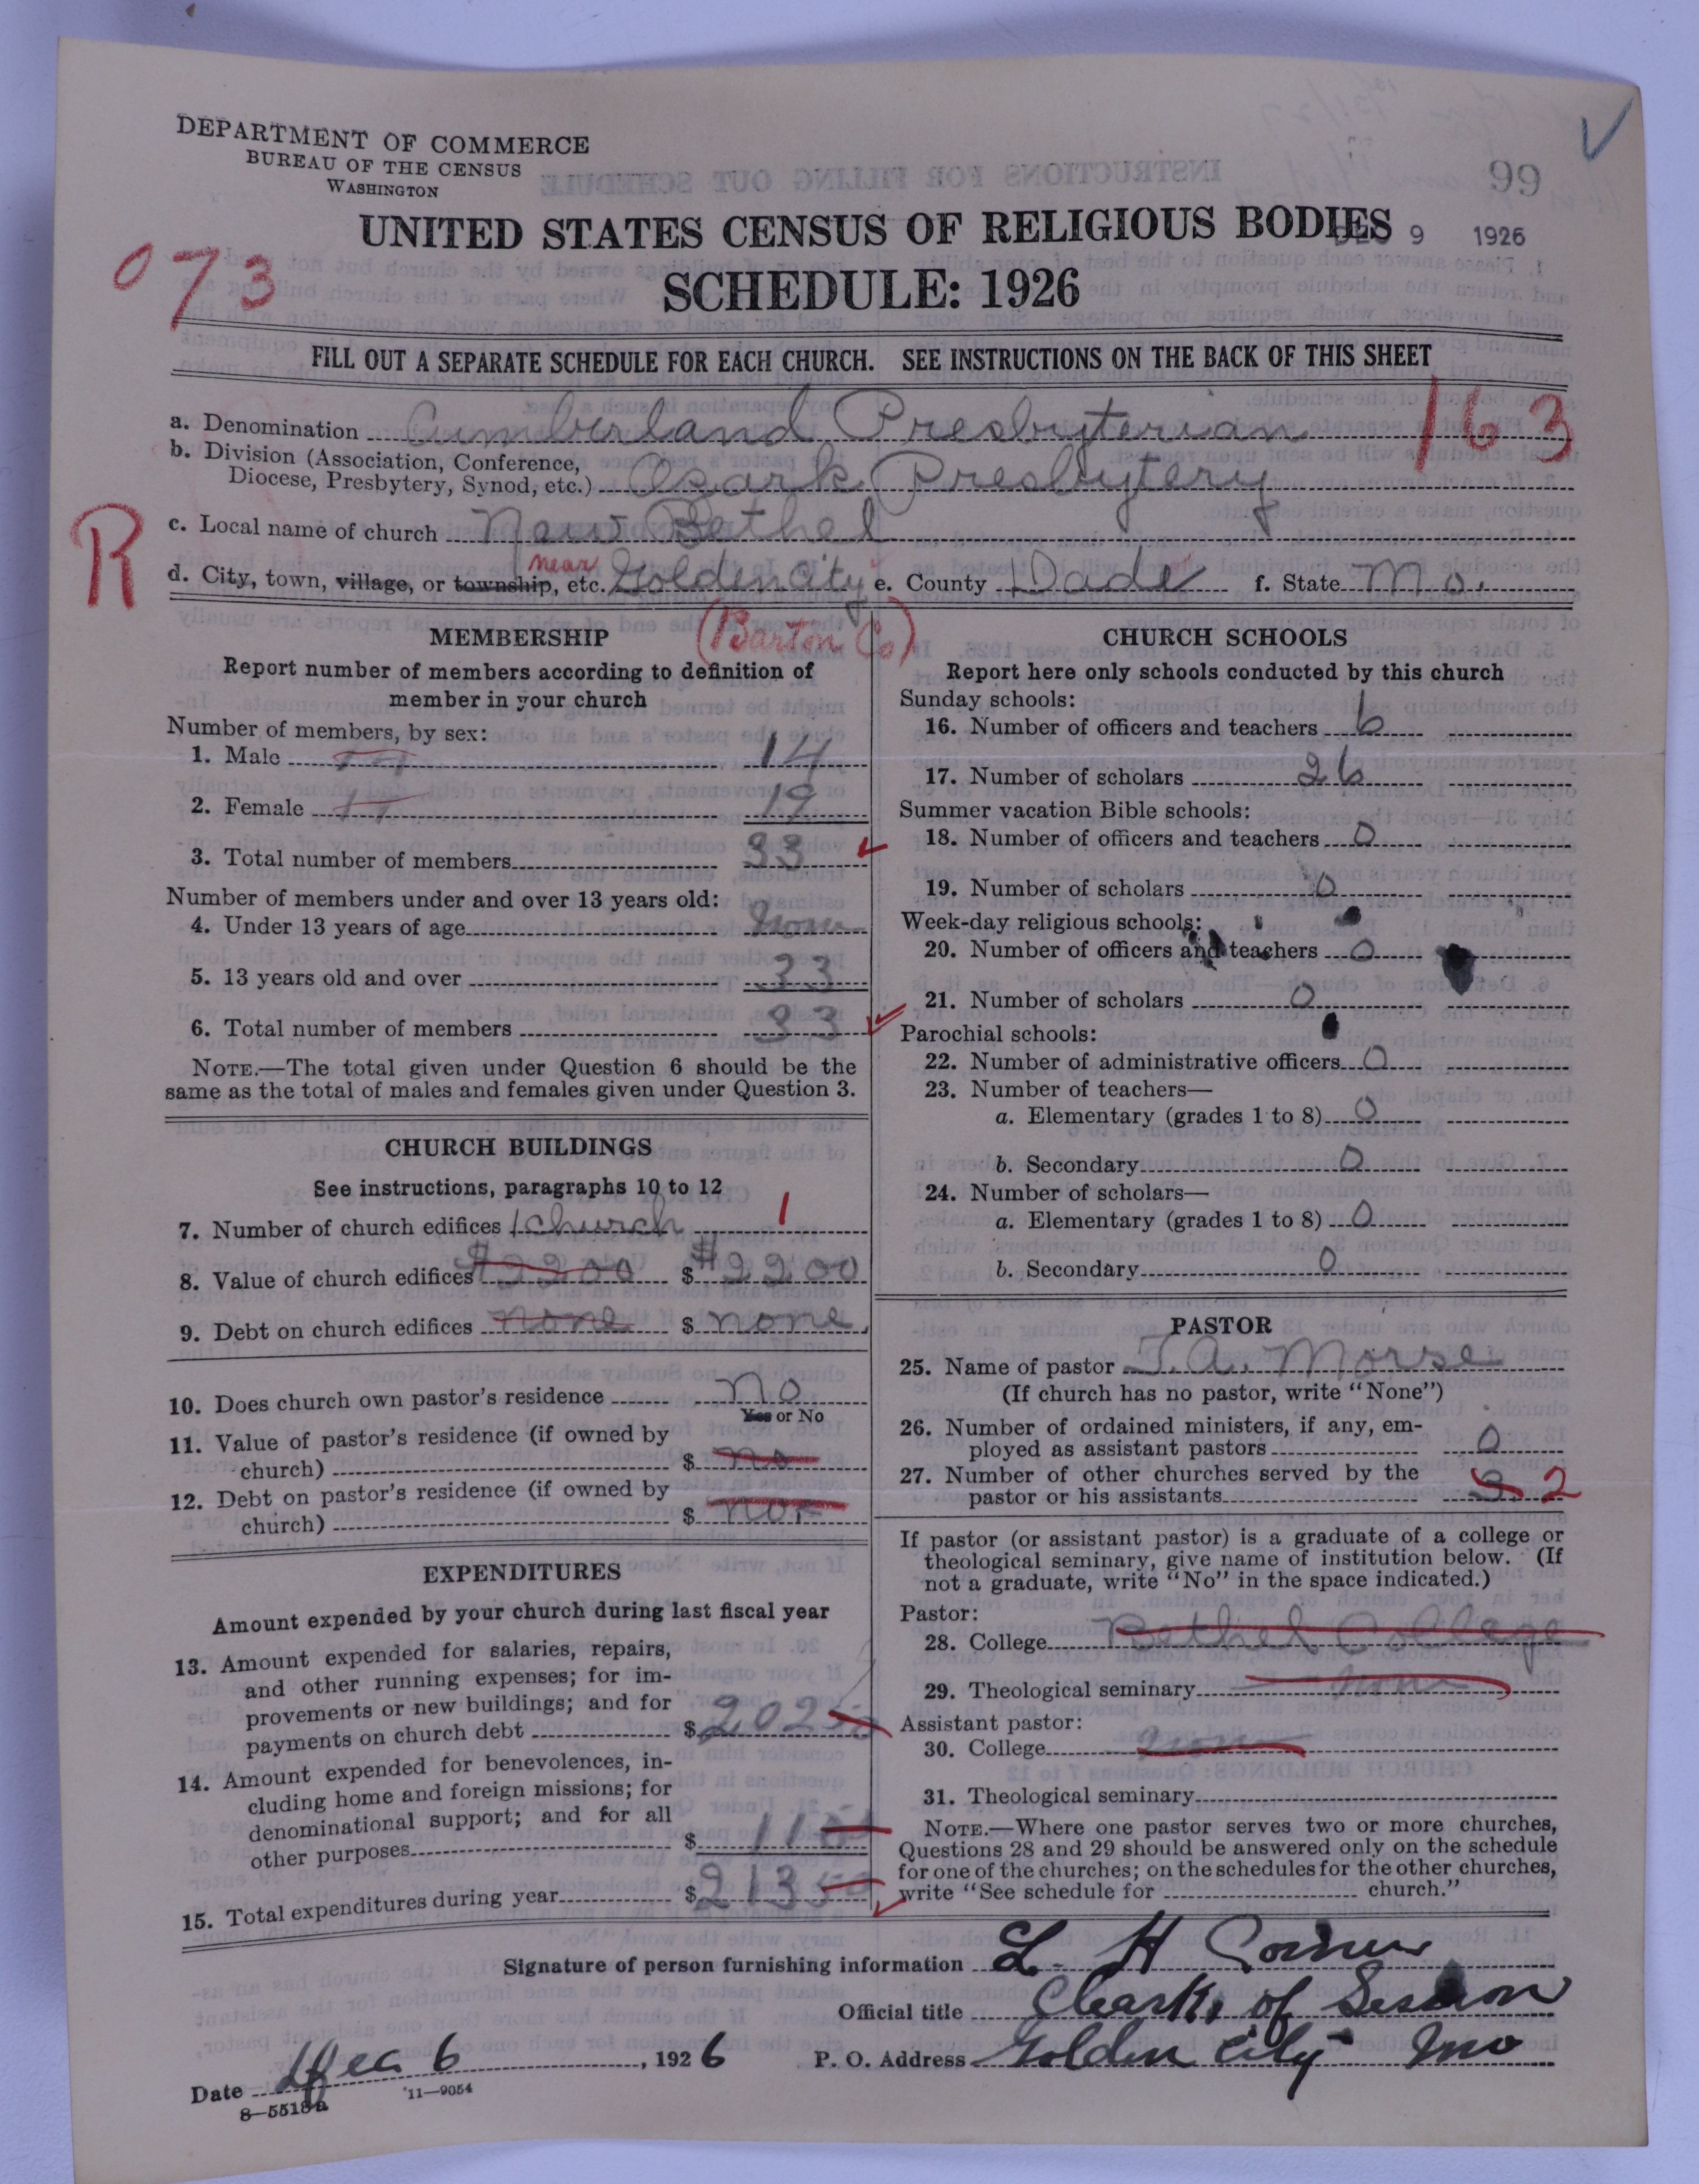 DEPARTMENT OF COMMERCE
BUREAU OF THE CENSUS
WASHINGTON
99
UNITED STATES CENSUS OF RELIGIOUS BODIES
DEC 9 1926
SCHEDULE: 1926
073
FILL OUT A SEPARATE SCHEDULE FOR EACH CHURCH. SEE INSTRUCTIONS ON THE BACK OF THIS SHEET
163
a. Denomination Cumberland Presbyterian
b. Division (Association, Conference,
Diocese, Presbytery, Synod, etc.) Ozark Presbytery
R
c. Local name of church New Bethel
d. City, town, village, or township, etc. near Golden City e. County Dade f. State Mo.
(Barton Co)
MEMBERSHIP
Report number of members according to definition of
member in your church
Number of members, by sex:
1. Male 14
2. Female 19
3. Total number of members 33
Number of members under and over 13 years old:
4. Under 13 years of age None
5. 13 years old and over 33
6. Total number of members 33
NOTE.—The total given under Question 6 should be the
same as the total of males and females given under Question 3.
CHURCH BUILDINGS
See instructions, paragraphs 10 to 12
7. Number of church edifices 1 church 1
8. Value of church edifices $2200 $ $2200
9. Debt on church edifices none $ none
10. Does church own pastor's residence no
Yes or No
11. Value of pastor's residence (if owned by
church) $ no
12. Debt on pastor's residence (if owned by
church) $
EXPENDITURES
Amount expended by your church during last fiscal year
13. Amount expended for salaries, repairs,
and other running expenses; for im-
provements or new buildings; and for
payments on church debt $ 202
14. Amount expended for benevolences, in-
cluding home and foreign missions; for
denominational support; and for all
other purposes $ 11
15. Total expenditures during year $ 213
CHURCH SCHOOLS
Report here only schools conducted by this church
Sunday schools:
16. Number of officers and teachers 6
17. Number of scholars 26
Summer vacation Bible schools:
18. Number of officers and teachers 0
19. Number of scholars 0
Week-day religious schools:
20. Number of officers and teachers 0
21. Number of scholars 0
Parochial schools:
22. Number of administrative officers 0
23. Number of teachers—
a. Elementary (grades 1 to 8) 0
b. Secondary 0
24. Number of scholars—
a. Elementary (grades 1 to 8) 0
b. Secondary 0
PASTOR
25. Name of pastor T. A. Morse
(If church has no pastor, write "None")
26. Number of ordained ministers, if any, em-
ployed as assistant pastors 0
27. Number of other churches served by the
pastor or his assistants 3 2
If pastor (or assistant pastor) is a graduate of a college or
theological seminary, give name of institution below. (If
not a graduate, write "No" in the space indicated.)
Pastor:
28. College Bethel College
29. Theological seminary none
Assistant pastor:
30. College none
31. Theological seminary
NOTE.—Where one pastor serves two or more churches,
Questions 28 and 29 should be answered only on the schedule
for one of the churches; on the schedules for the other churches,
write "See schedule for church."
Signature of person furnishing information L. H.
Official title Cleark, of Session
Date Dec 6, 1926 P. O. Address Golden City Mo
8—5518a 11—9054